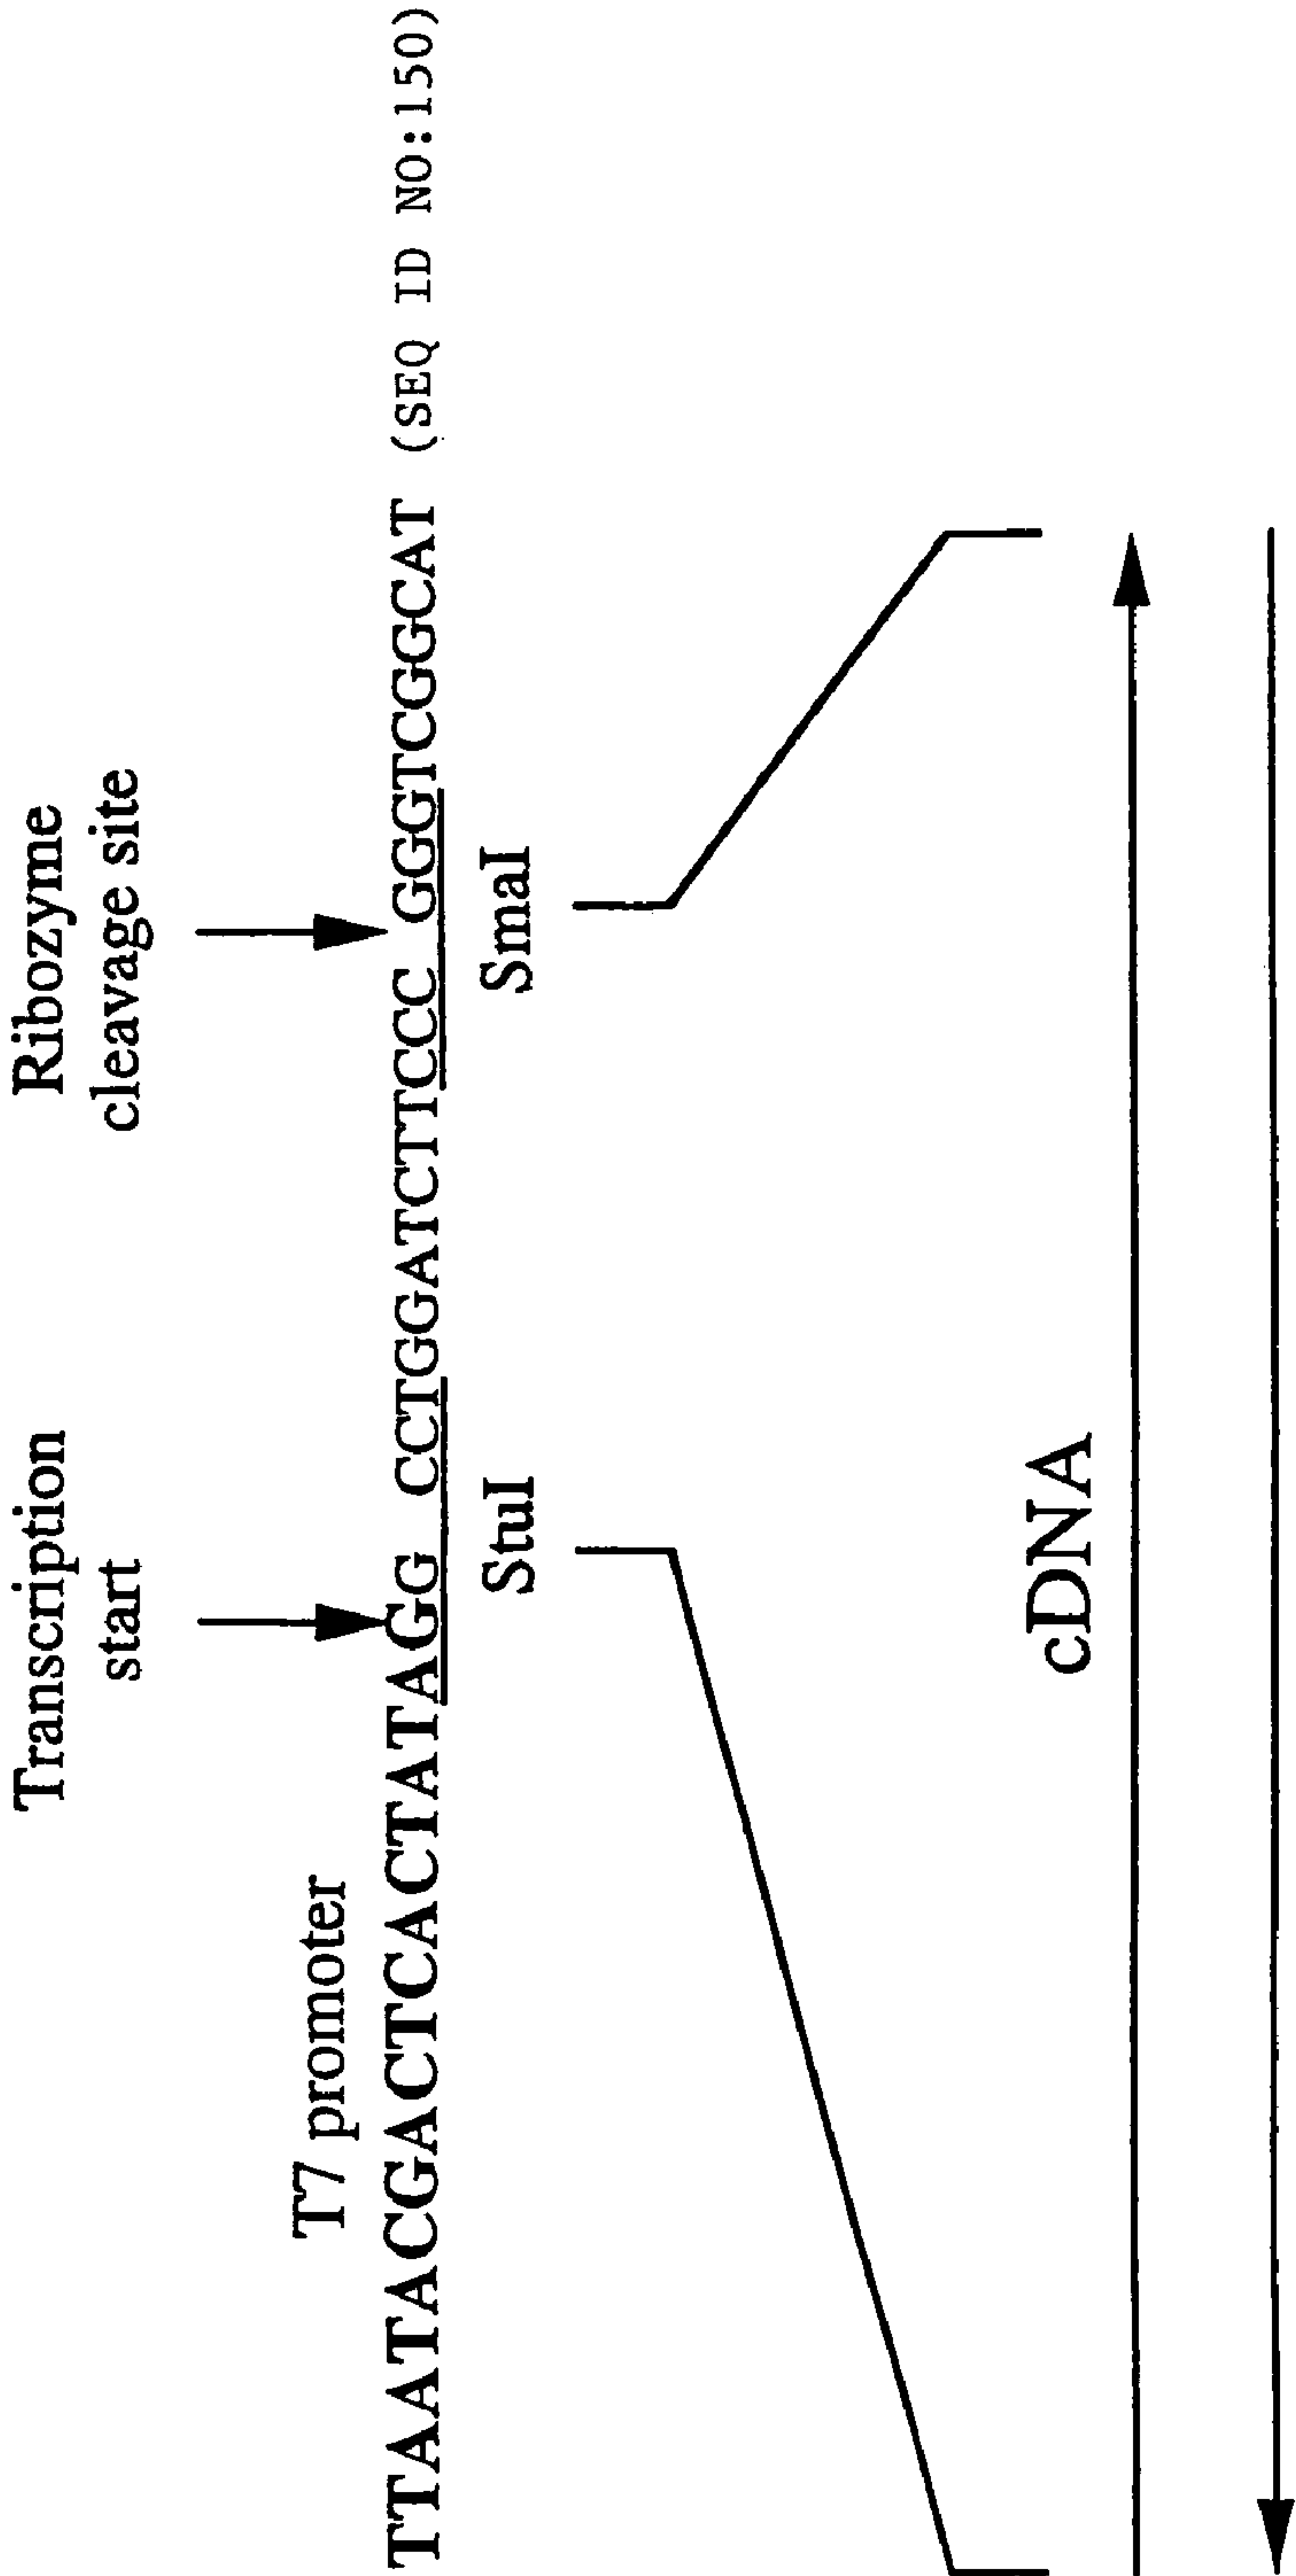 Transcription
start
Ribozyme
cleavage site
T7 promoter
TTAATACGACTCACTATAGG CCTGGATCTTCCC GGGTCGGCAT (SEQ ID NO:150)
StuI
SmaI
cDNA